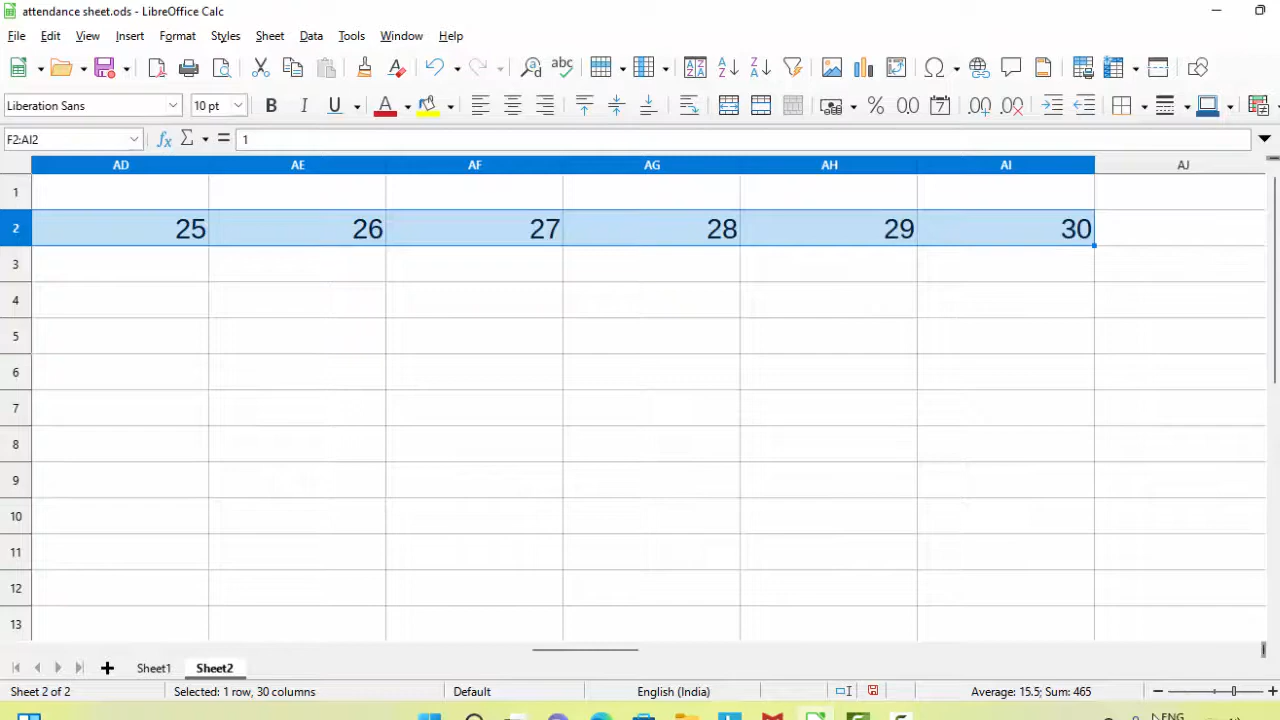 attendance sheet.ods - LibreOffice Calc
File Edit View Insert Format Styles Sheet Data Tools Window Help
Liberation Sans 10 pt
F2:AI2 1
AD AE AF AG AH AI AJ
1
2 25 26 27 28 29 30
3
4
5
6
7
8
9
10
11
12
13
Sheet1 Sheet2
Sheet 2 of 2 Selected: 1 row, 30 columns Default English (India) Average: 15.5; Sum: 465
ENG